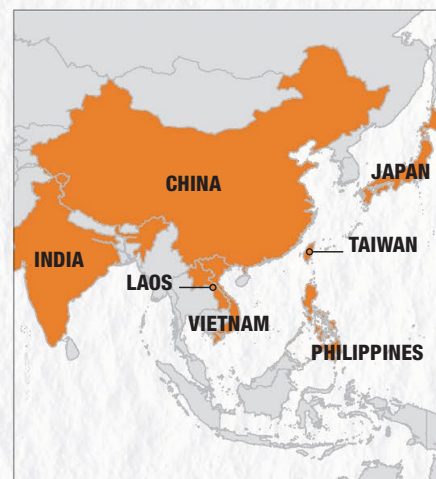 JAPAN
CHINA
TAIWAN
INDIA
LAOS
VIETNAM
PHILIPPINES